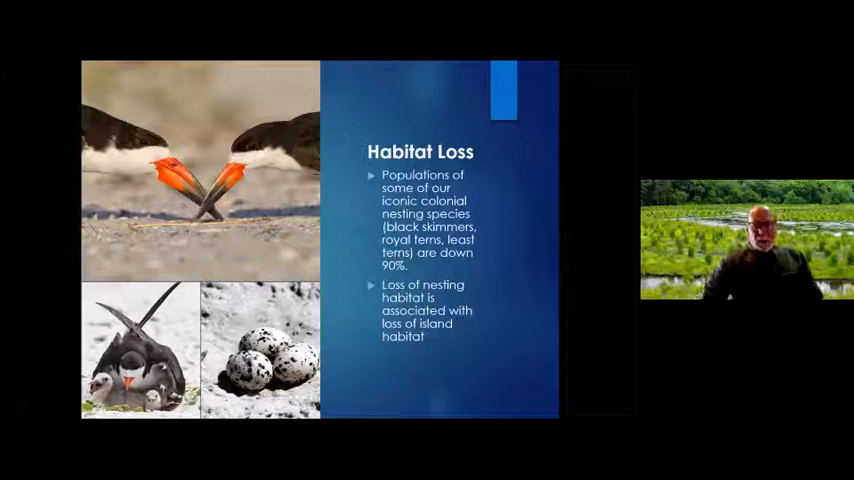 Habitat Loss
Populations of
some of our
iconic colonial
nesting species
(black skimmers,
royal terns, least
terns) are down
90%.
Loss of nesting
habitat is
associated with
loss of island
habitat